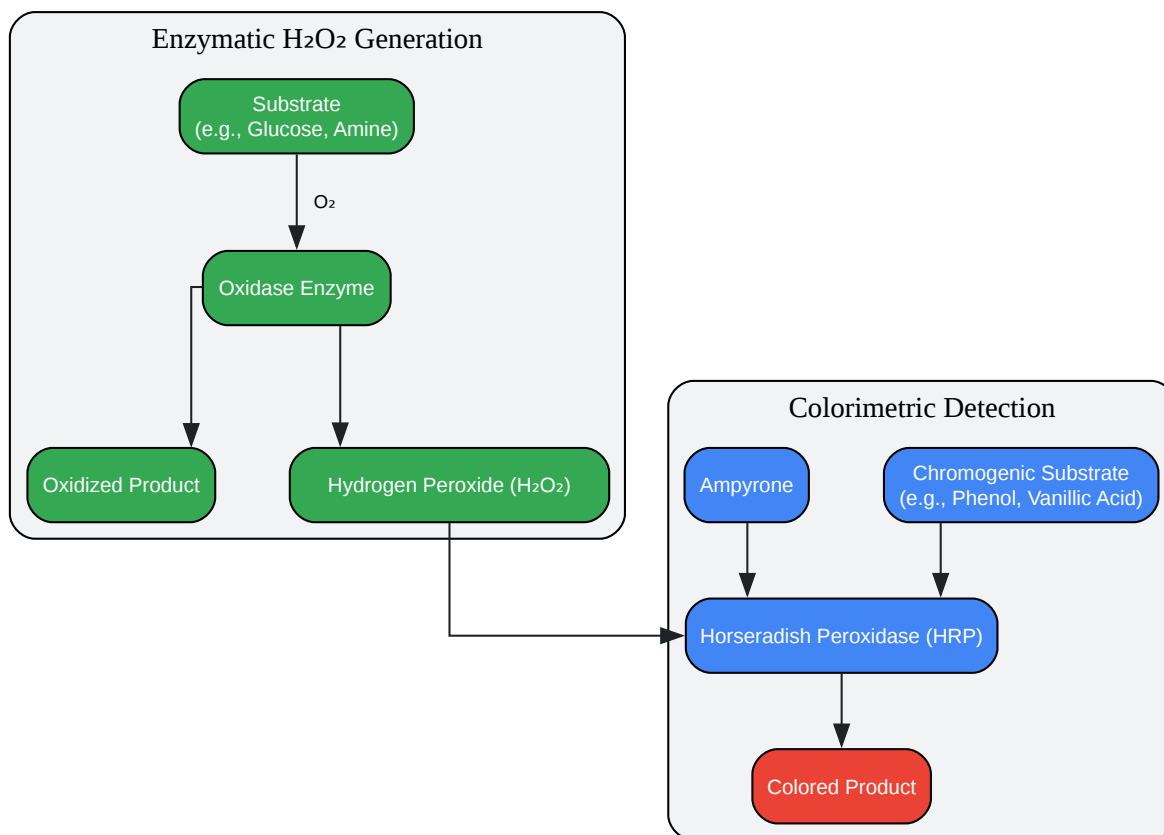 Enzymatic H₂O₂ Generation
Substrate
(e.g., Glucose, Amine)
O₂
Oxidase Enzyme
Oxidized Product
Hydrogen Peroxide (H₂O₂)
Colorimetric Detection
Ampyrone
Chromogenic Substrate
(e.g., Phenol, Vanillic Acid)
Horseradish Peroxidase (HRP)
Colored Product